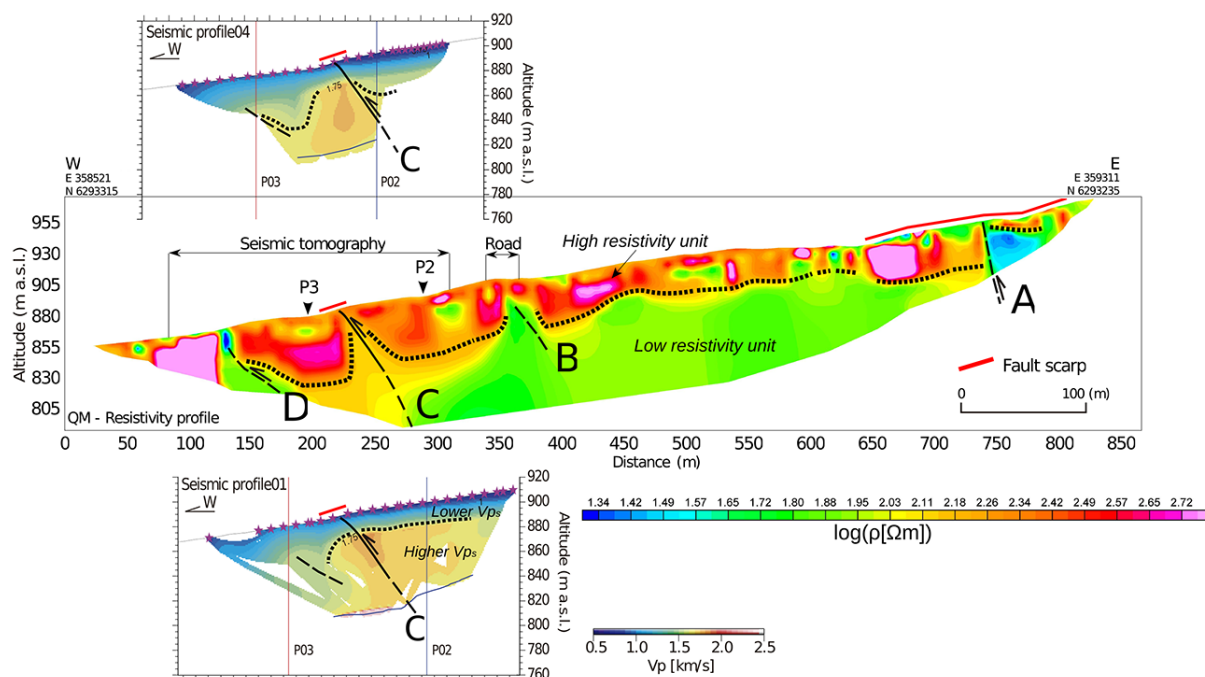 Seismic profile04
W
1.75
C
P03
P02
920
900
880
860
840
820
800
780
760
Altitude (m a.s.l.)
W
E 358521
N 6293315
E
E 359311
N 6293235
955
930
905
880
855
830
805
Altitude (m a.s.l.)
Seismic tomography
Road
High resistivity unit
P3
P2
A
B
Low resistivity unit
C
D
Fault scarp
0
100 (m)
QM - Resistivity profile
0
50
100
150
200
250
300
350
400
450
500
550
600
650
700
750
800
850
Distance (m)
Seismic profile01
W
Lower Vps
1.75
Higher Vps
C
P03
P02
920
900
880
860
840
820
800
780
760
Altitude (m a.s.l.)
1.34 1.42 1.49 1.57 1.65 1.72 1.80 1.88 1.95 2.03 2.11 2.18 2.26 2.34 2.42 2.49 2.57 2.65 2.72
log(ρ[Ωm])
0.5 1.0 1.5 2.0 2.5
Vp [km/s]